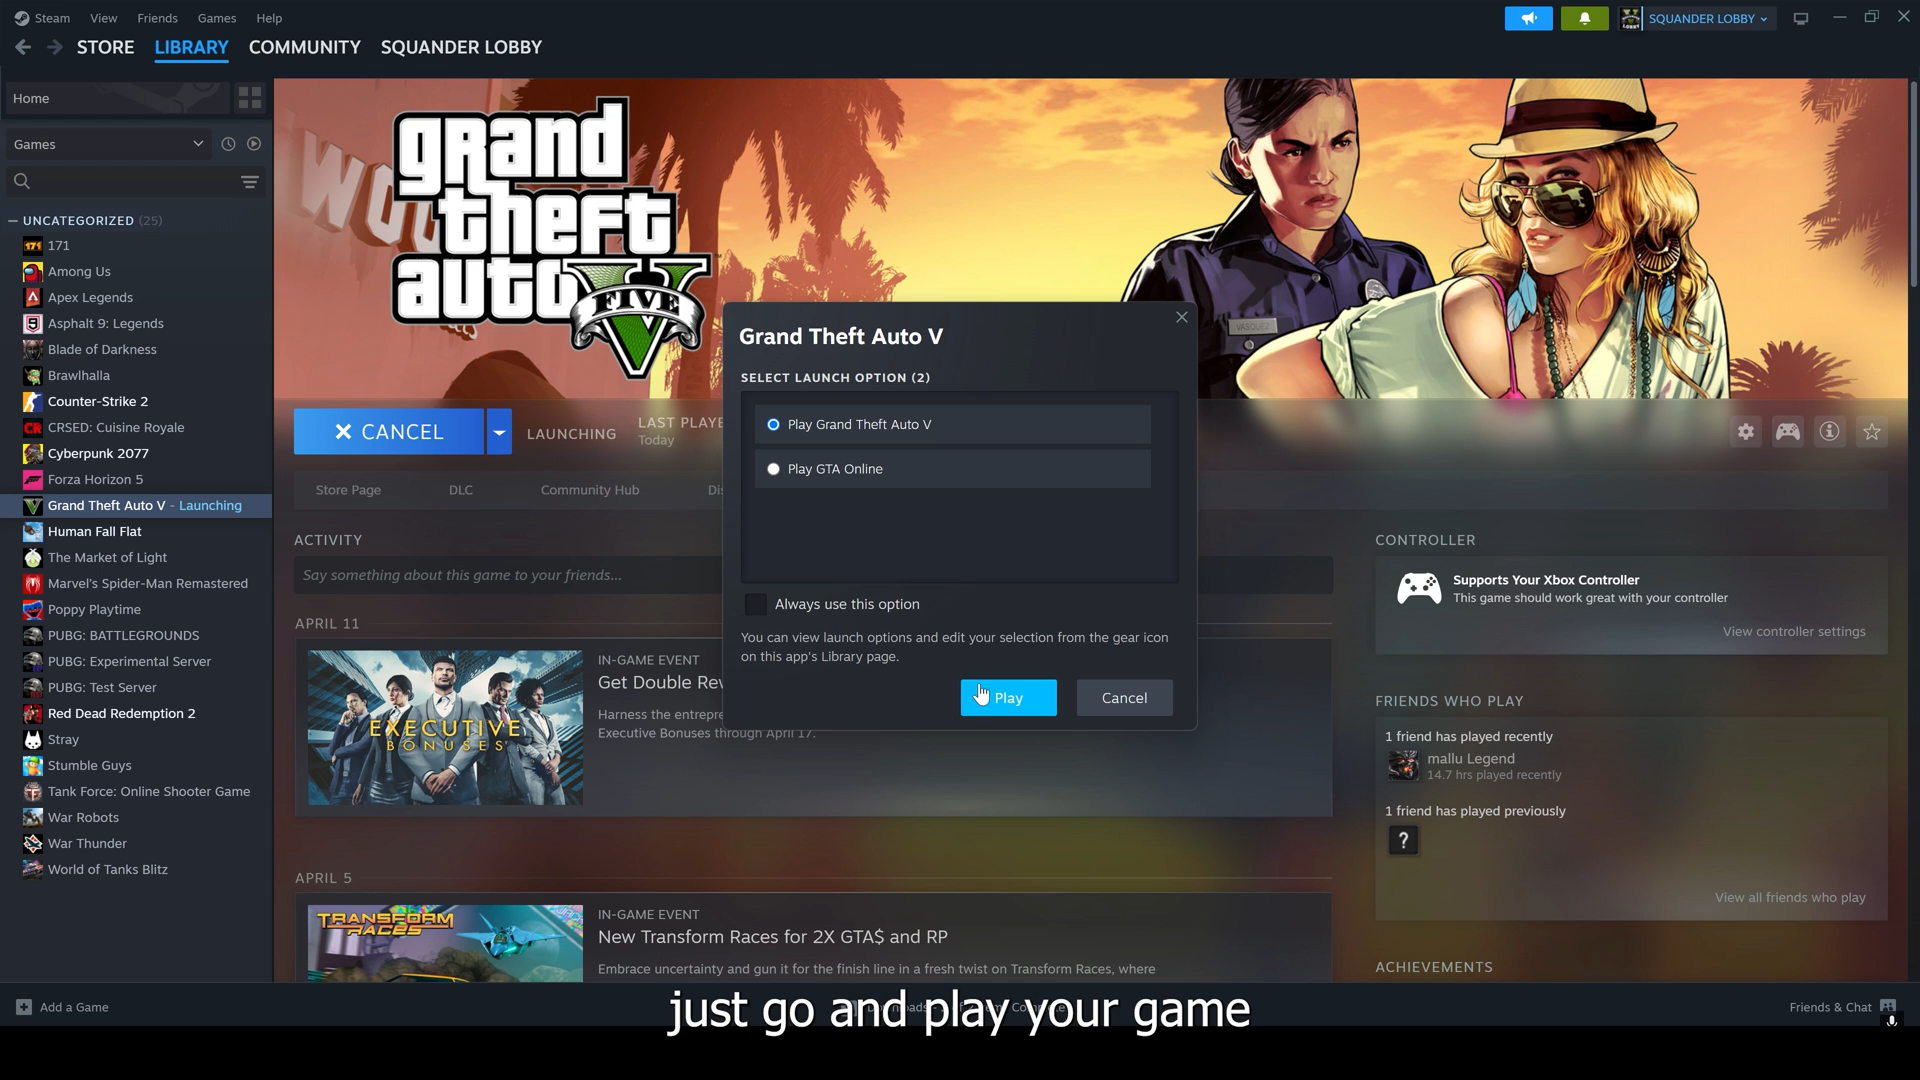 Steam View Friends Games Help
SQUANDER LOBBY
STORE LIBRARY COMMUNITY SQUANDER LOBBY
Home
Games
UNCATEGORIZED (25)
171
Among Us
Apex Legends
Asphalt 9: Legends
Blade of Darkness
Brawlhalla
Counter-Strike 2
CRSED: Cuisine Royale
Cyberpunk 2077
Forza Horizon 5
Grand Theft Auto V - Launching
Human Fall Flat
The Market of Light
Marvel's Spider-Man Remastered
Poppy Playtime
PUBG: BATTLEGROUNDS
PUBG: Experimental Server
PUBG: Test Server
Red Dead Redemption 2
Stray
Stumble Guys
Tank Force: Online Shooter Game
War Robots
War Thunder
World of Tanks Blitz
Add a Game
grand
theft
auto
FIVE
VASQUEZ
CANCEL
LAUNCHING
LAST PLAYE
Today
Store Page DLC Community Hub
Grand Theft Auto V
SELECT LAUNCH OPTION (2)
Play Grand Theft Auto V
Play GTA Online
Always use this option
You can view launch options and edit your selection from the gear icon
on this app's Library page.
Play Cancel
ACTIVITY
Say something about this game to your friends...
APRIL 11
EXECUTIVE
BONUSES
IN-GAME EVENT
Get Double Rev
Harness the entrepre
Executive Bonuses through April 17.
APRIL 5
TRANSFORM
RACES
IN-GAME EVENT
New Transform Races for 2X GTA$ and RP
Embrace uncertainty and gun it for the finish line in a fresh twist on Transform Races, where
CONTROLLER
Supports Your Xbox Controller
This game should work great with your controller
View controller settings
FRIENDS WHO PLAY
1 friend has played recently
mallu Legend
14.7 hrs played recently
1 friend has played previously
?
View all friends who play
ACHIEVEMENTS
Friends & Chat
just go and play your game